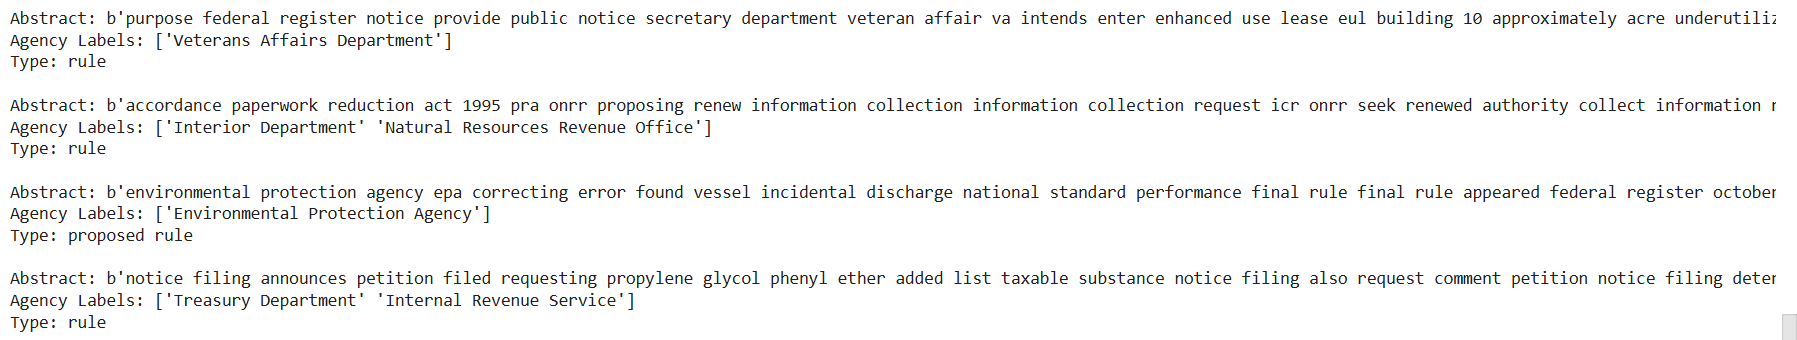 Abstract: b'purpose federal register notice provide public notice secretary department veteran affair va intends enter enhanced use lease eul building 10 approximately acre
Agency Labels: ['Veterans Affairs Department']
Type: rule
Abstract: b'accordance paperwork reduction act 1995 pra onrr proposing renew information collection information collection request icr onrr seek renewed authority collect information
Agency Labels: ['Interior Department' 'Natural Resources Revenue Office']
Type: rule
Abstract: b'environmental protection agency epa correcting error found vessel incidental discharge national standard performance final rule final rule appeared federal register october
Agency Labels: ['Environmental Protection Agency']
Type: proposed rule
Abstract: b'notice filing announces petition filed requesting propylene glycol phenyl ether added list taxable substance notice filing also request comment petition notice filing
Agency Labels: ['Treasury Department' 'Internal Revenue Service']
Type: rule